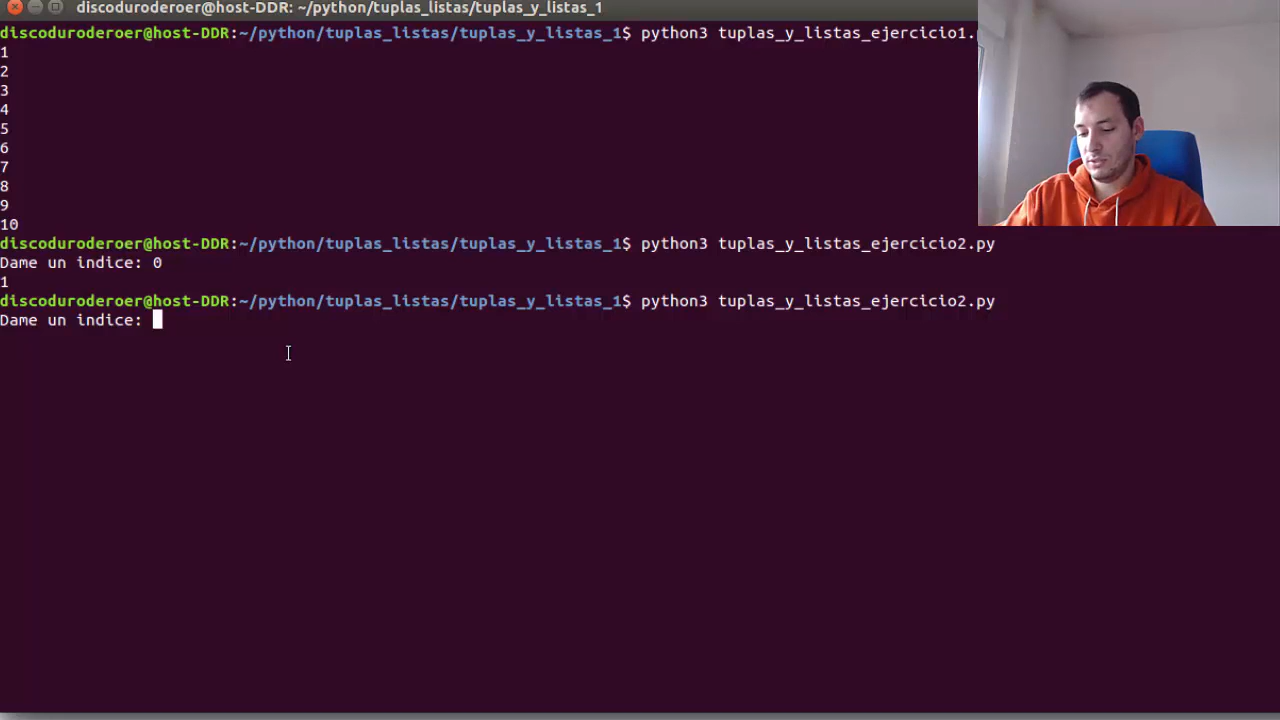 discoduroderoer@host-DDR: ~/python/tuplas_listas/tuplas_y_listas_1
discoduroderoer@host-DDR:~/python/tuplas_listas/tuplas_y_listas_1$ python3 tuplas_y_listas_ejercicio1.
1
2
3
4
5
6
7
8
9
10
discoduroderoer@host-DDR:~/python/tuplas_listas/tuplas_y_listas_1$ python3 tuplas_y_listas_ejercicio2.py
Dame un indice: 0
1
discoduroderoer@host-DDR:~/python/tuplas_listas/tuplas_y_listas_1$ python3 tuplas_y_listas_ejercicio2.py
Dame un indice: